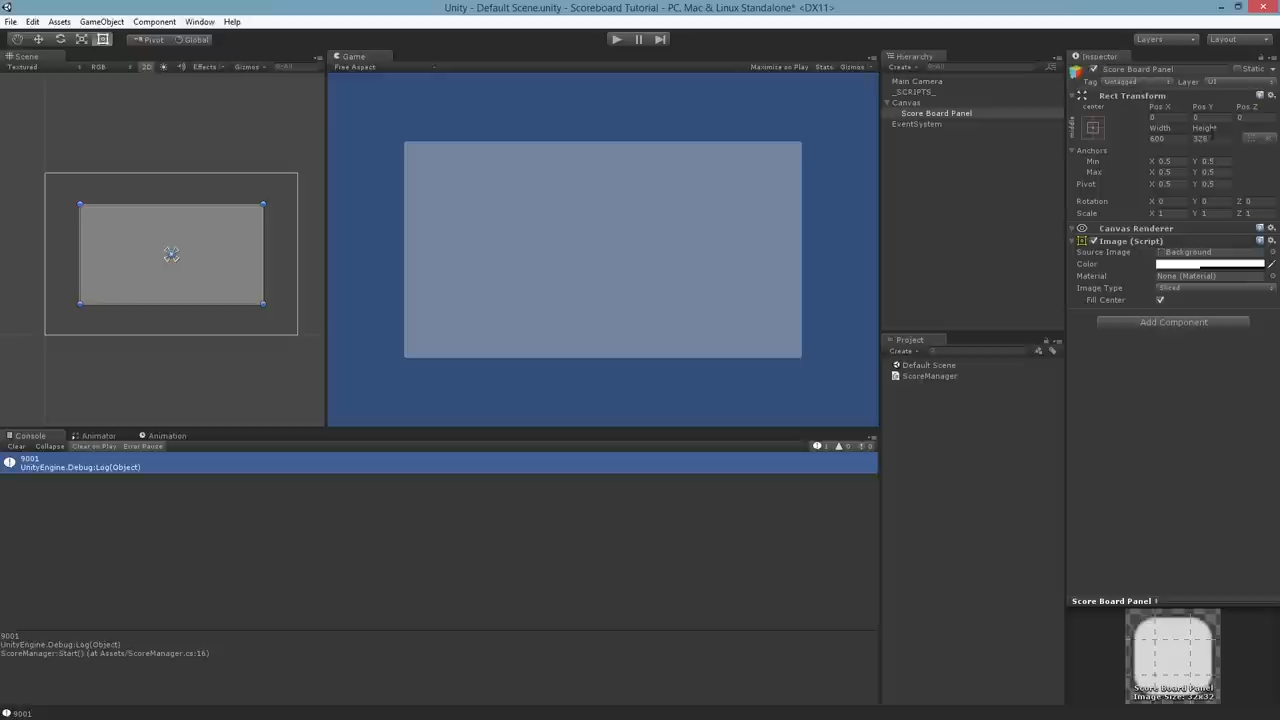 Unity - Default Scene.unity - Scoreboard Tutorial - PC, Mac & Linux Standalone* <DX11>
File Edit Assets GameObject Component Window Help
Pivot Global Layers Layout
Scene Game Hierarchy Inspector
Textured RGB 2D Effects Gizmos All
Free Aspect Maximize on Play Stats Gizmos
Create All
Main Camera
_SCRIPTS_
Canvas
Score Board Panel
EventSystem
Score Board Panel Static
Tag Untagged Layer UI
Rect Transform
center Pos X Pos Y Pos Z
middle 0 0 0
Width Height
600 326
Anchors
Min X 0.5 Y 0.5
Max X 0.5 Y 0.5
Pivot X 0.5 Y 0.5
Rotation X 0 Y 0 Z 0
Scale X 1 Y 1 Z 1
Canvas Renderer
Image (Script)
Source Image Background
Color
Material None (Material)
Image Type Sliced
Fill Center
Add Component
Project
Create
Default Scene
ScoreManager
Console Animator Animation
Clear Collapse Clear on Play Error Pause 1 0 0
9001
UnityEngine.Debug:Log(Object)
9001
UnityEngine.Debug:Log(Object)
ScoreManager:Start() (at Assets/ScoreManager.cs:16)
9001
Score Board Panel
Score Board Panel
Image Size: 32x32